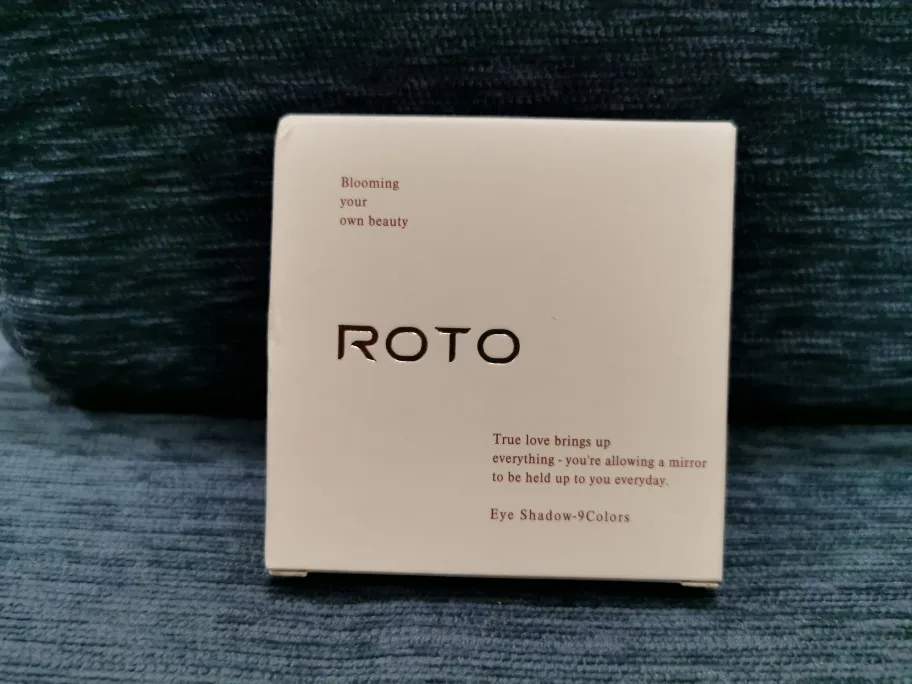 Blooming
your
own beauty
ROTO
True love brings up
everything - you're allowing a mirror
to be held up to you everyday.
Eye Shadow-9Colors